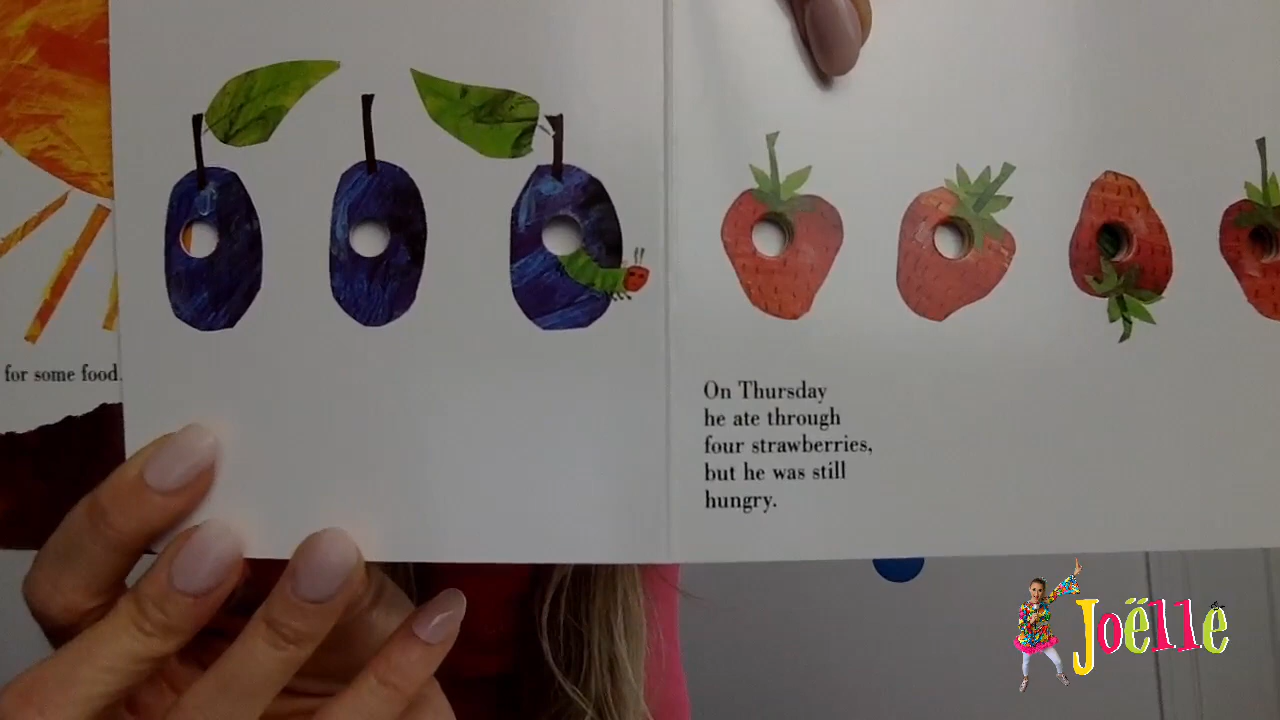 for some food.
On Thursday
he ate through
four strawberries,
but he was still
hungry.
Joëlle